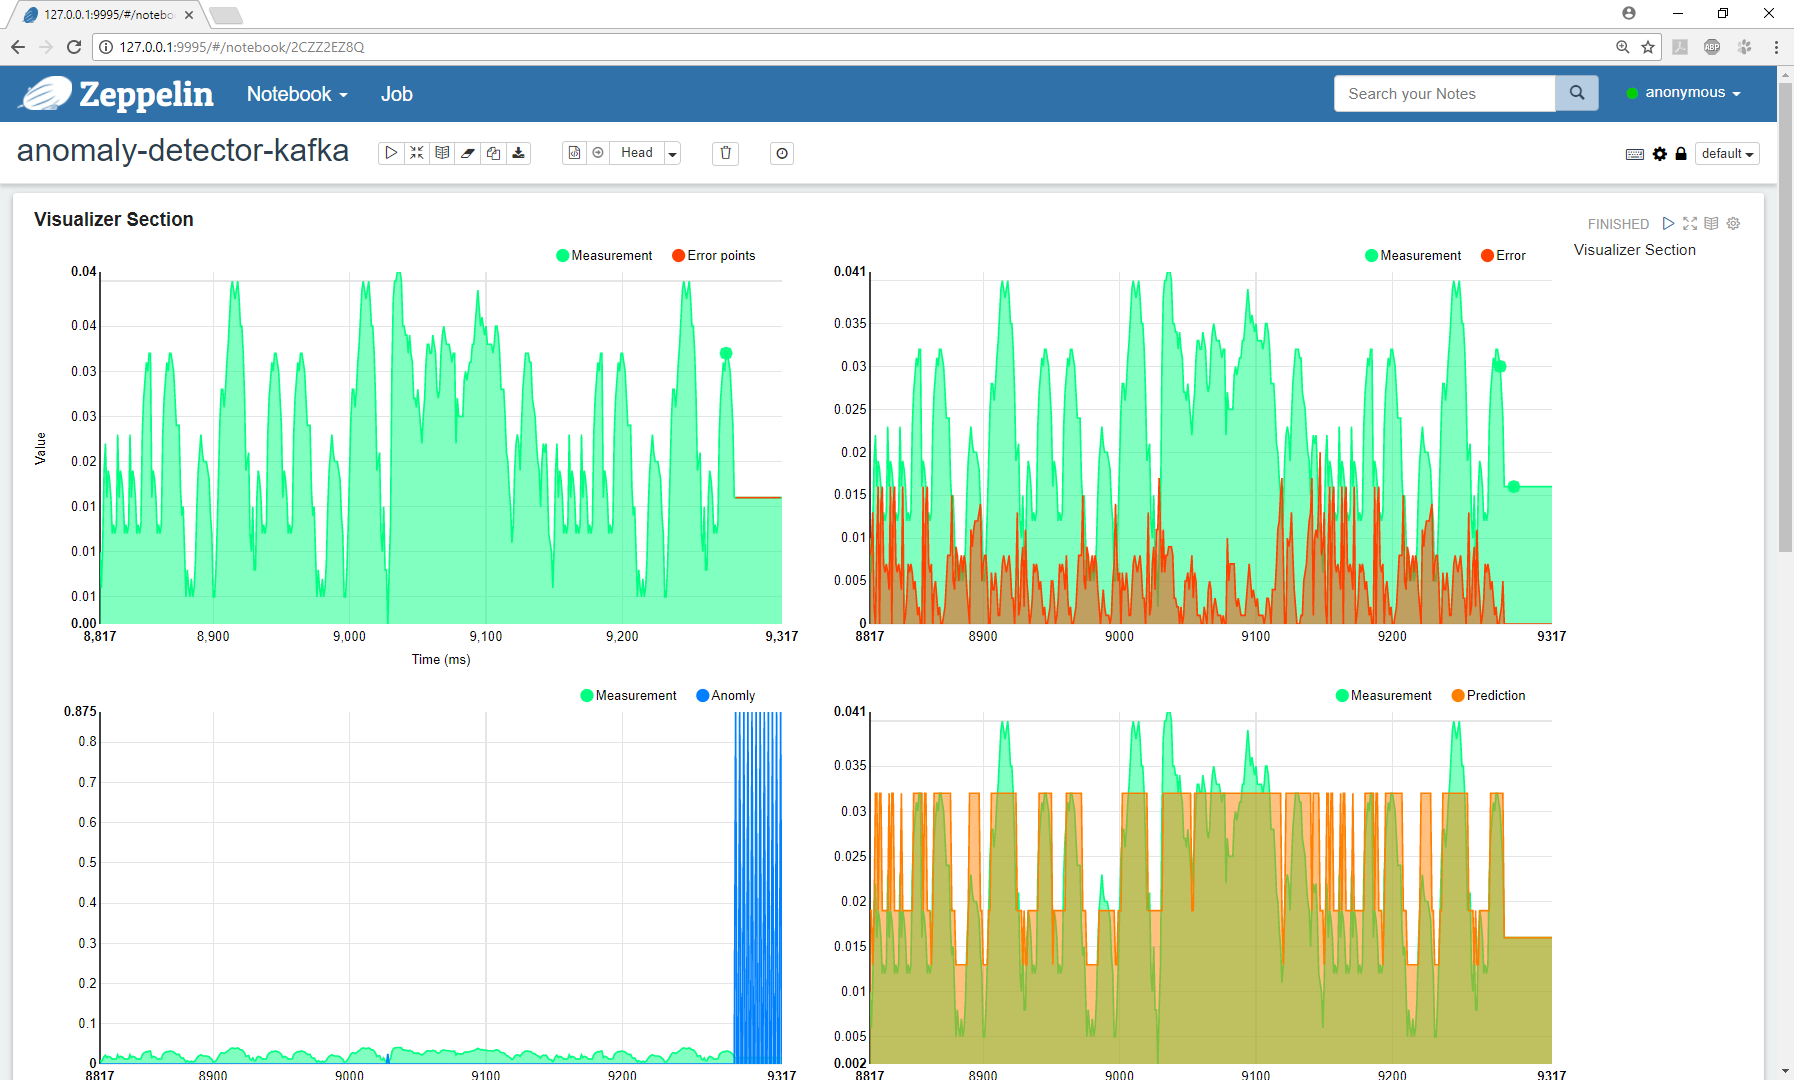 127.0.0.1:9995/#/notebo
127.0.0.1:9995/#/notebook/2CZZ2EZ8Q
ABP
Zeppelin
Notebook
Job
Search your Notes
anonymous
anomaly-detector-kafka
Head
default
Visualizer Section
FINISHED
Visualizer Section
Measurement
Error points
0.04
0.04
0.03
0.03
0.02
0.01
0.01
0.01
0.00
Value
8,817
8,900
9,000
9,100
9,200
9,317
Time (ms)
Measurement
Error
0.041
0.035
0.03
0.025
0.02
0.015
0.01
0.005
0
8817
8900
9000
9100
9200
9317
Measurement
Anomly
0.875
0.8
0.7
0.6
0.5
0.4
0.3
0.2
0.1
0
8817
8900
9000
9100
9200
9317
Measurement
Prediction
0.041
0.035
0.03
0.025
0.02
0.015
0.01
0.005
0.002
8817
8900
9000
9100
9200
9317